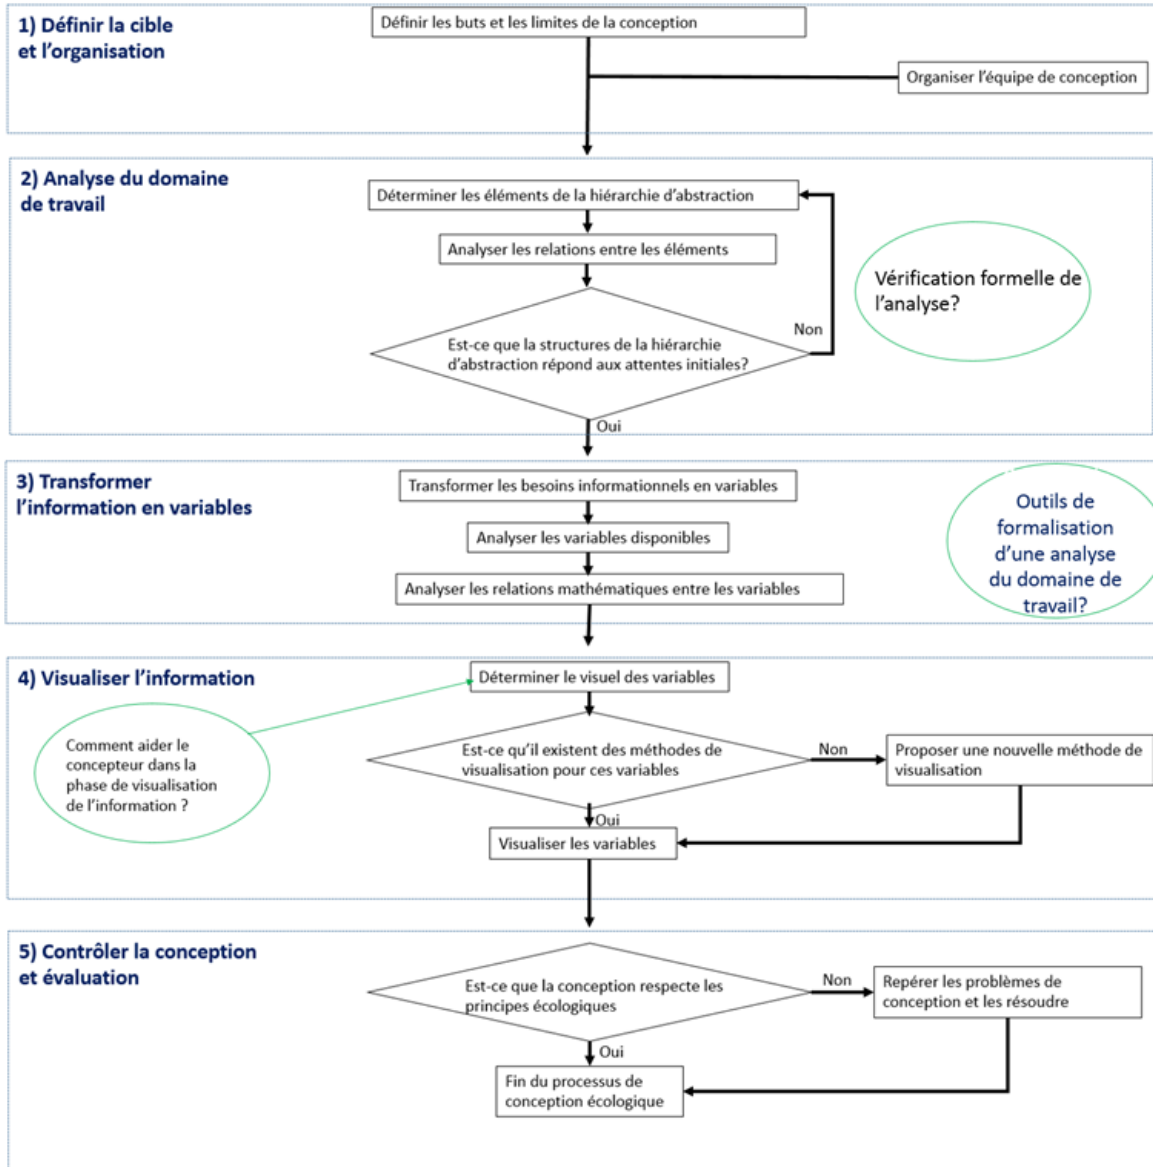 1) Définir la cible
et l'organisation
Définir les buts et les limites de la conception
Organiser l'équipe de conception
2) Analyse du domaine
de travail
Déterminer les éléments de la hiérarchie d'abstraction
Analyser les relations entre les éléments
Vérification formelle de
l'analyse?
Non
Est-ce que la structures de la hiérarchie
d'abstraction répond aux attentes initiales?
Oui
3) Transformer
l'information en variables
Transformer les besoins informationnels en variables
Analyser les variables disponibles
Analyser les relations mathématiques entre les variables
Outils de
formalisation
d'une analyse
du domaine de
travail?
4) Visualiser l'information
Déterminer le visuel des variables
Comment aider le
concepteur dans la
phase de visualisation
de l'information ?
Est-ce qu'il existent des méthodes de
visualisation pour ces variables
Non
Proposer une nouvelle méthode de
visualisation
Oui
Visualiser les variables
5) Contrôler la conception
et évaluation
Est-ce que la conception respecte les
principes écologiques
Non
Repérer les problèmes de
conception et les résoudre
Oui
Fin du processus de
conception écologique